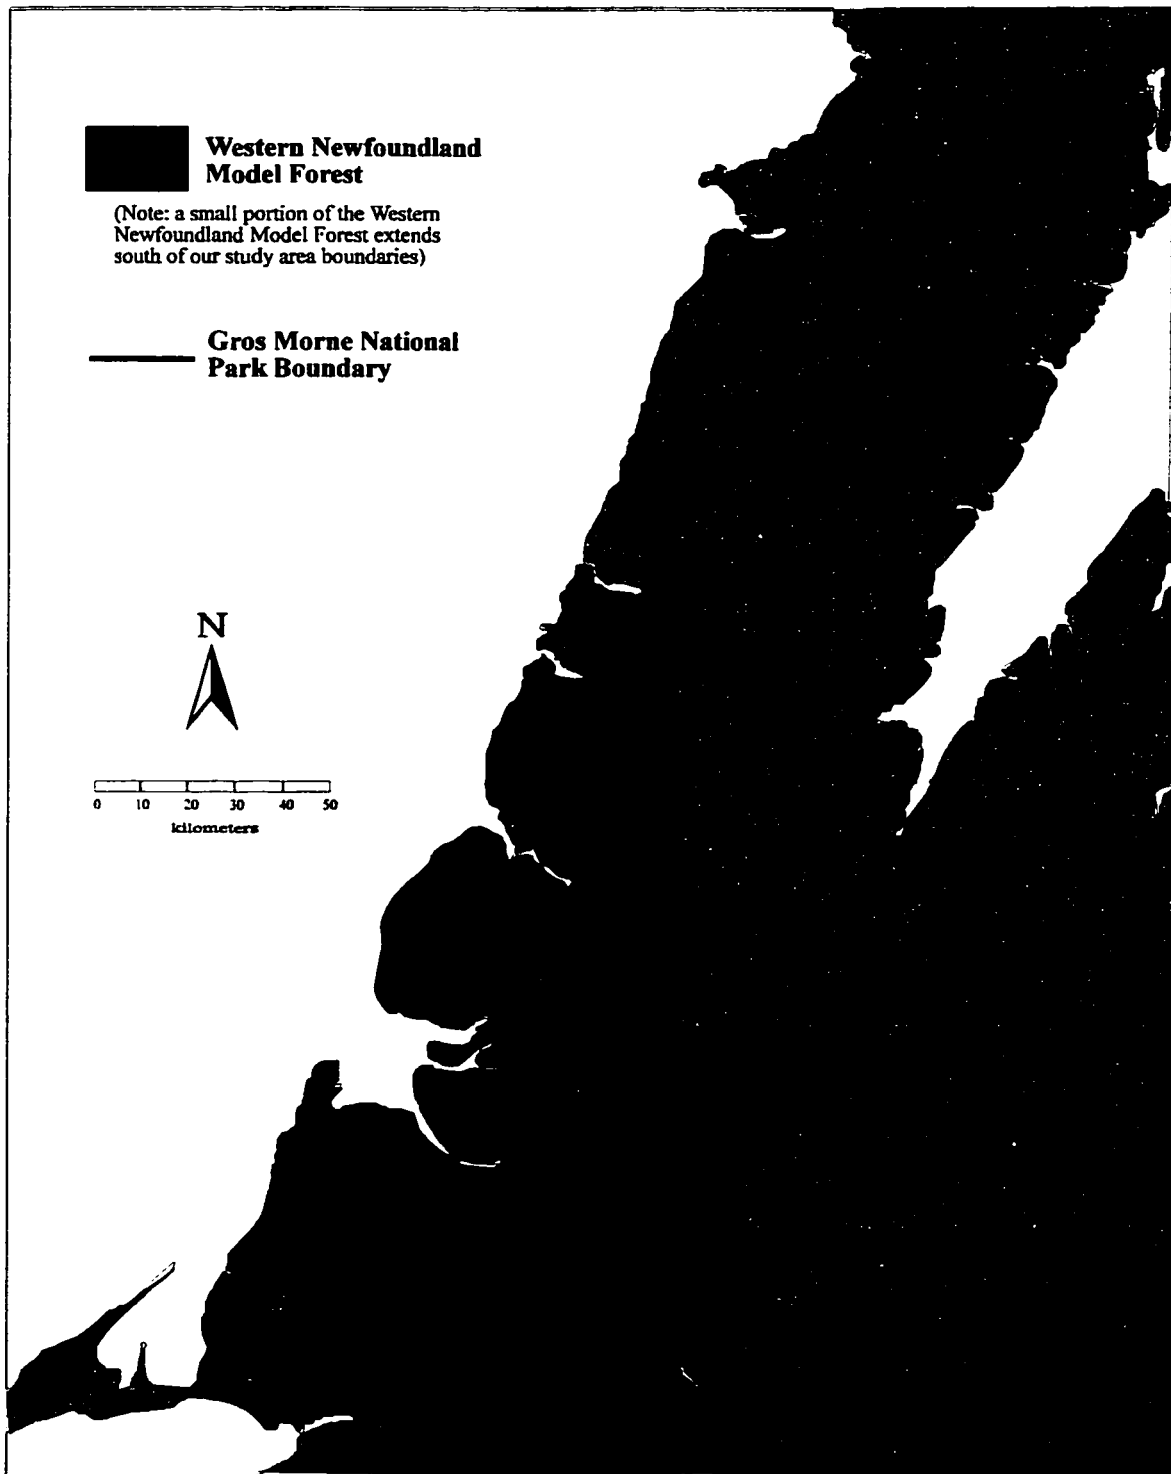 Western Newfoundland
Model Forest
(Note: a small portion of the Western
Newfoundland Model Forest extends
south of our study area boundaries)
Gros Morne National
Park Boundary
N
0 10 20 30 40 50
kilometers